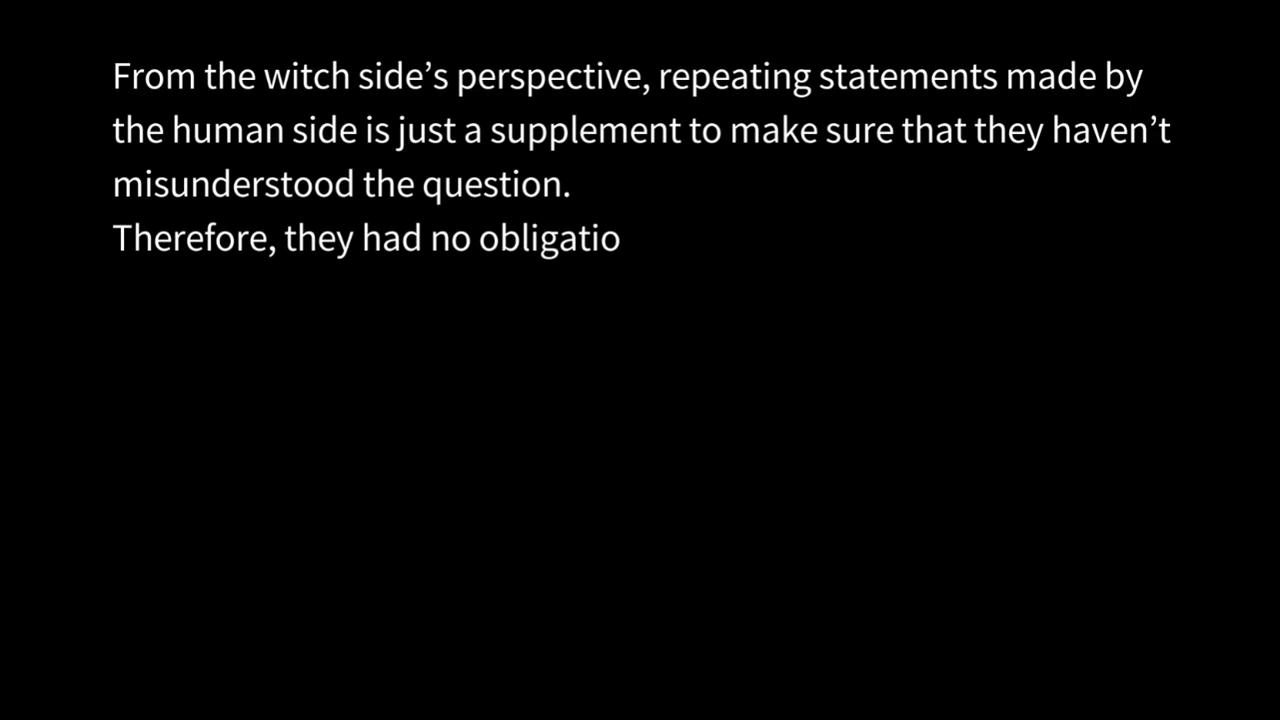 From the witch side’s perspective, repeating statements made by
the human side is just a supplement to make sure that they haven’t
misunderstood the question.
Therefore, they had no obligatio